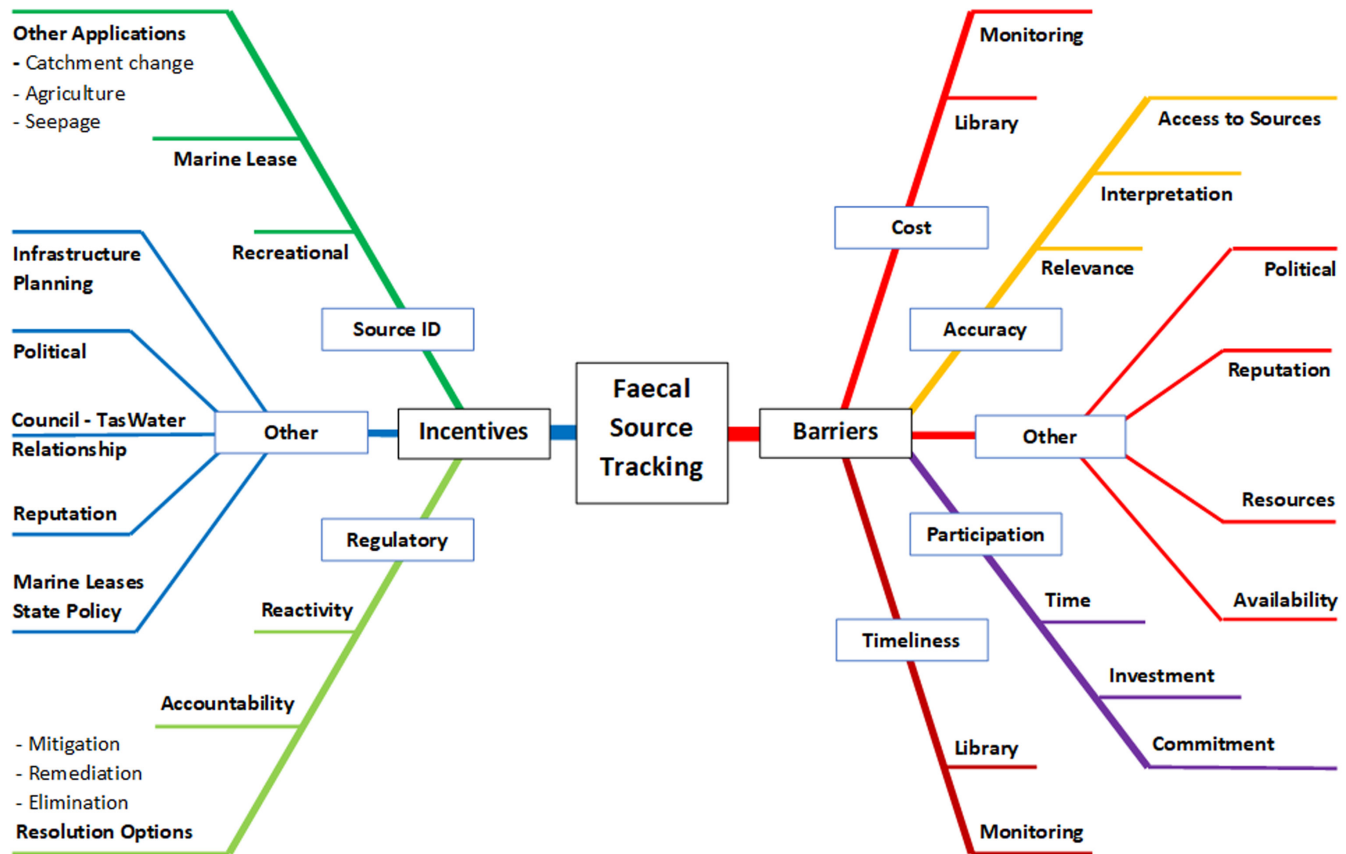 Other Applications
- Catchment change
- Agriculture
- Seepage
Marine Lease
Recreational
Source ID
Infrastructure
Planning
Political
Council - TasWater
Relationship
Reputation
Marine Leases
State Policy
Other
Incentives
Regulatory
Reactivity
Accountability
- Mitigation
- Remediation
- Elimination
Resolution Options
Faecal
Source
Tracking
Barriers
Monitoring
Library
Cost
Access to Sources
Interpretation
Relevance
Accuracy
Political
Reputation
Other
Resources
Availability
Participation
Time
Investment
Commitment
Timeliness
Library
Monitoring